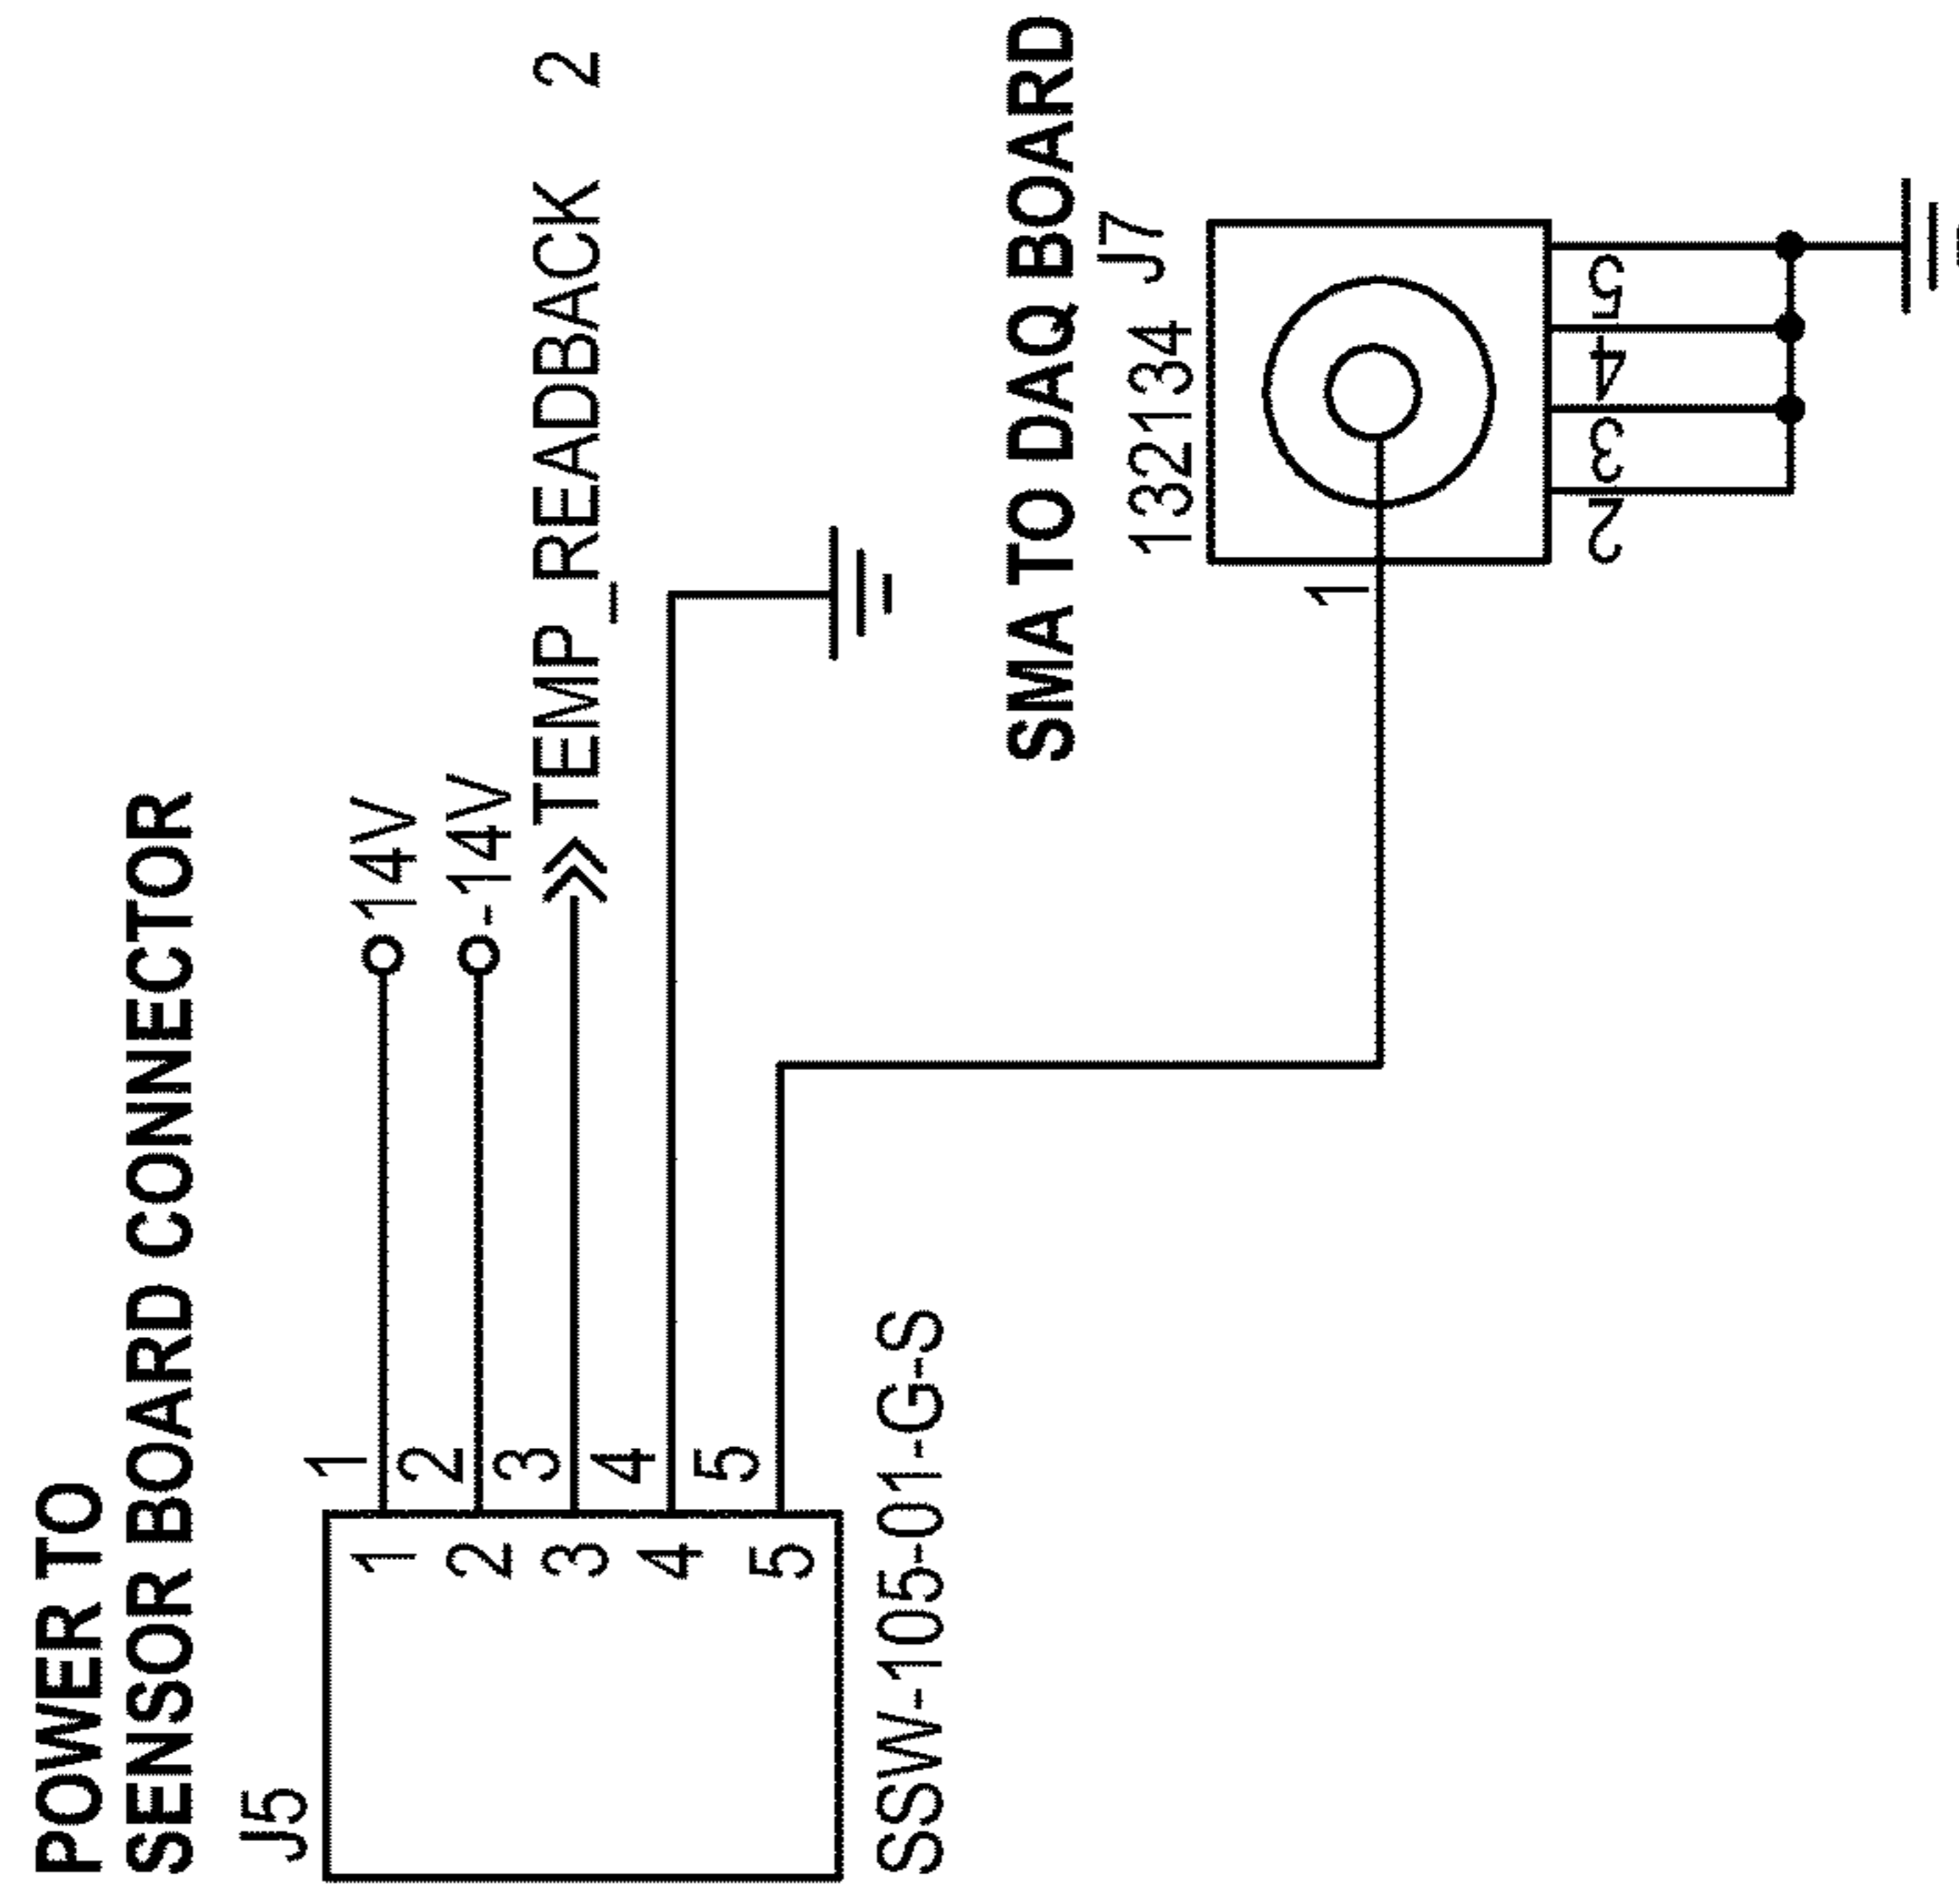 POWER TO
SENSOR BOARD CONNECTOR
J5
1
1
14V
2
2
-14V
3
3
TEMP_READBACK 2
4
4
5
5
SSW-105-01-G-S
SMA TO DAQ BOARD
J7
132134
1
2
3
4
5